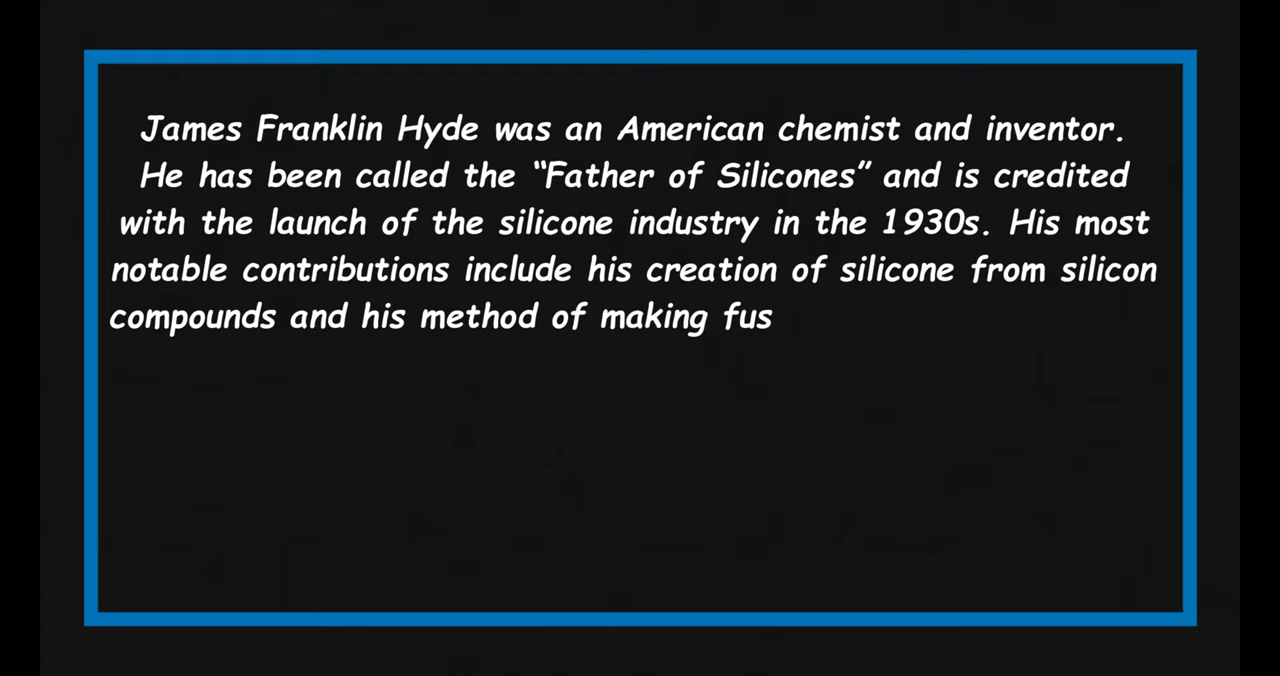 James Franklin Hyde was an American chemist and inventor.
He has been called the “Father of Silicones” and is credited
with the launch of the silicone industry in the 1930s. His most
notable contributions include his creation of silicone from silicon
compounds and his method of making fus